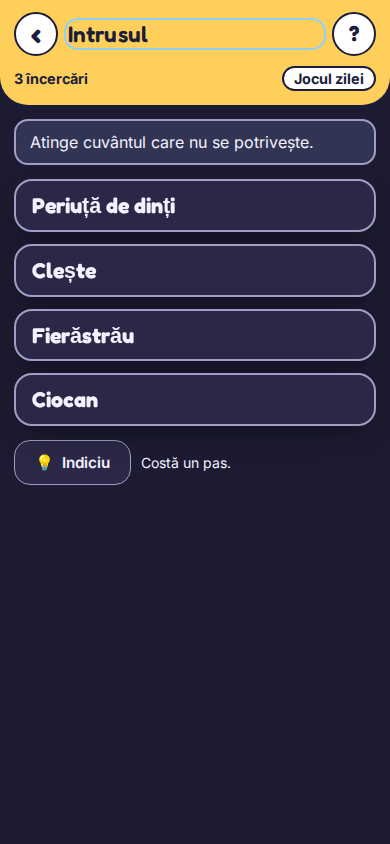 Intrusul
?
3 încercări
Jocul zilei
Atinge cuvântul care nu se potrivește.
Periuță de dinți
Clește
Fierăstrău
Ciocan
Indiciu
Costă un pas.